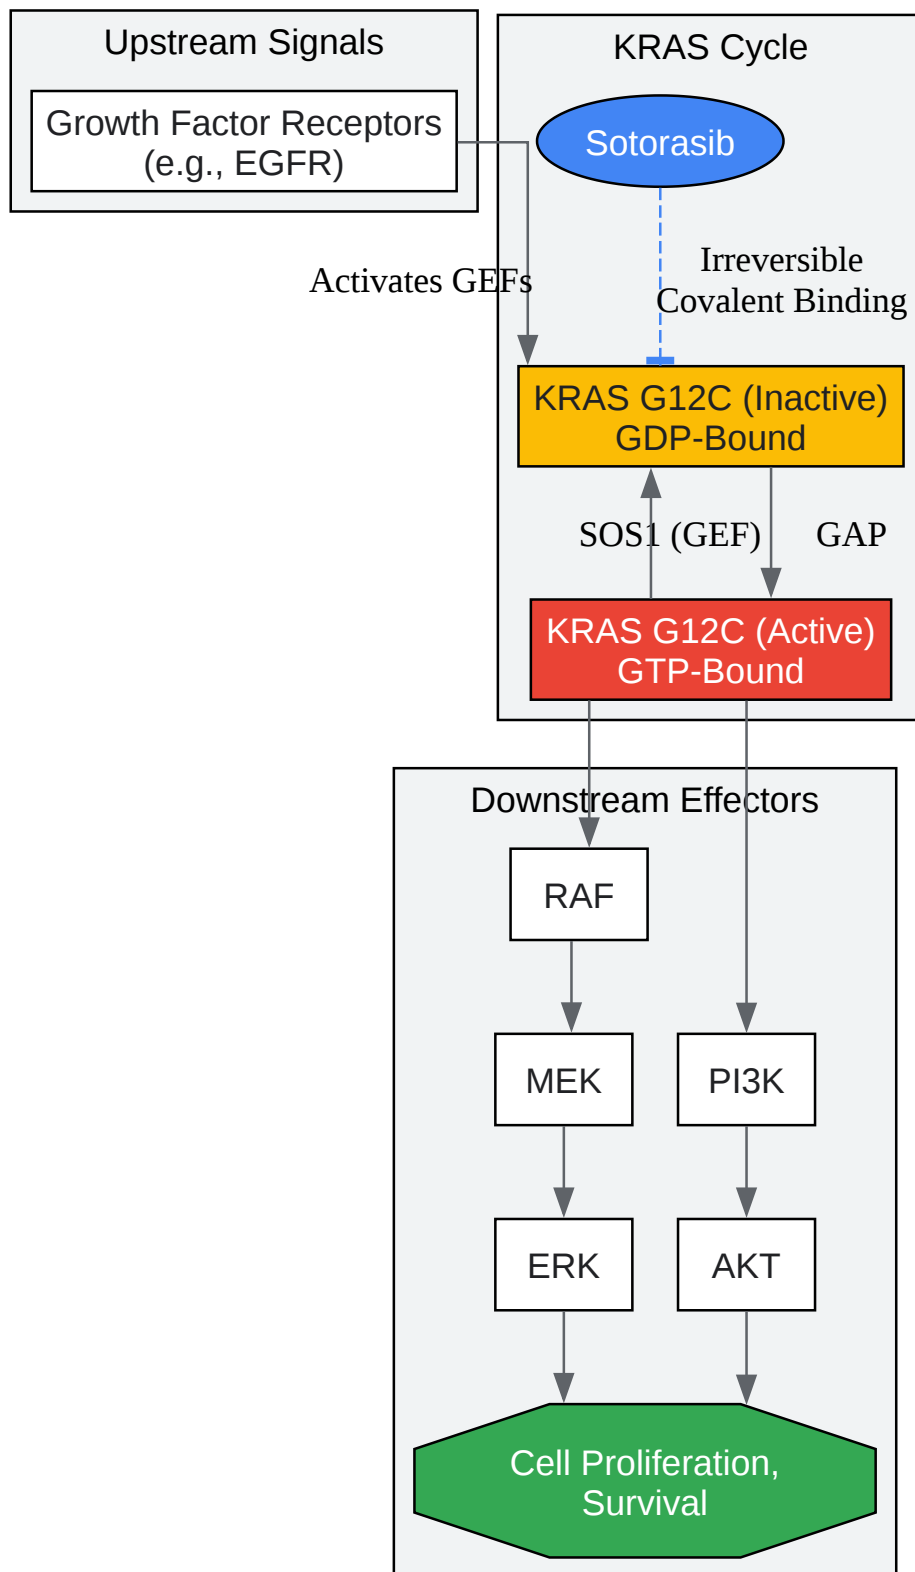 Upstream Signals
KRAS Cycle
Growth Factor Receptors
(e.g., EGFR)
Sotorasib
Activates GEFs
Irreversible
Covalent Binding
KRAS G12C (Inactive)
GDP-Bound
SOS1 (GEF)
GAP
KRAS G12C (Active)
GTP-Bound
Downstream Effectors
RAF
MEK
PI3K
ERK
AKT
Cell Proliferation,
Survival